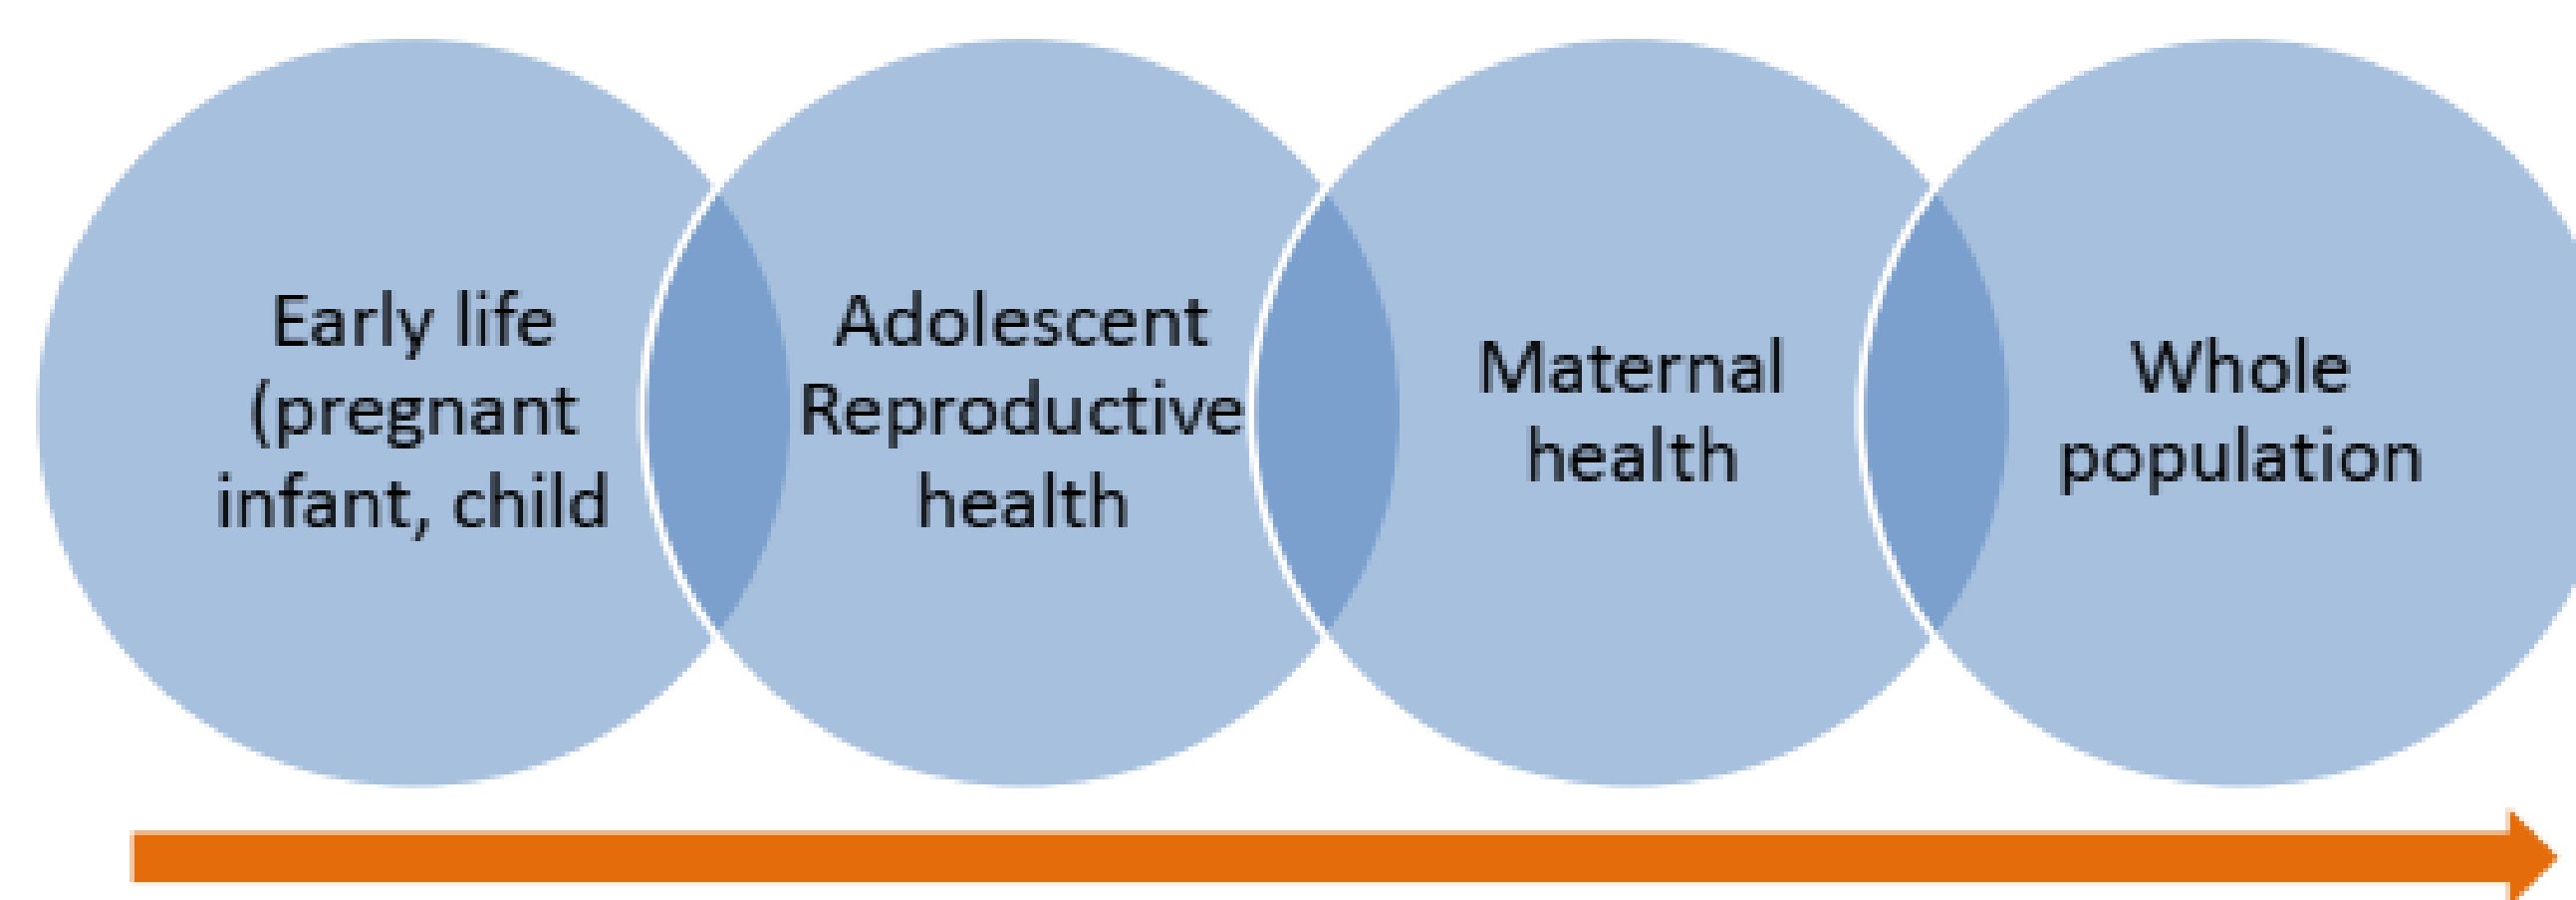 Early life
(pregnant
infant, child
Adolescent
Reproductive
health
Maternal
health
Whole
population